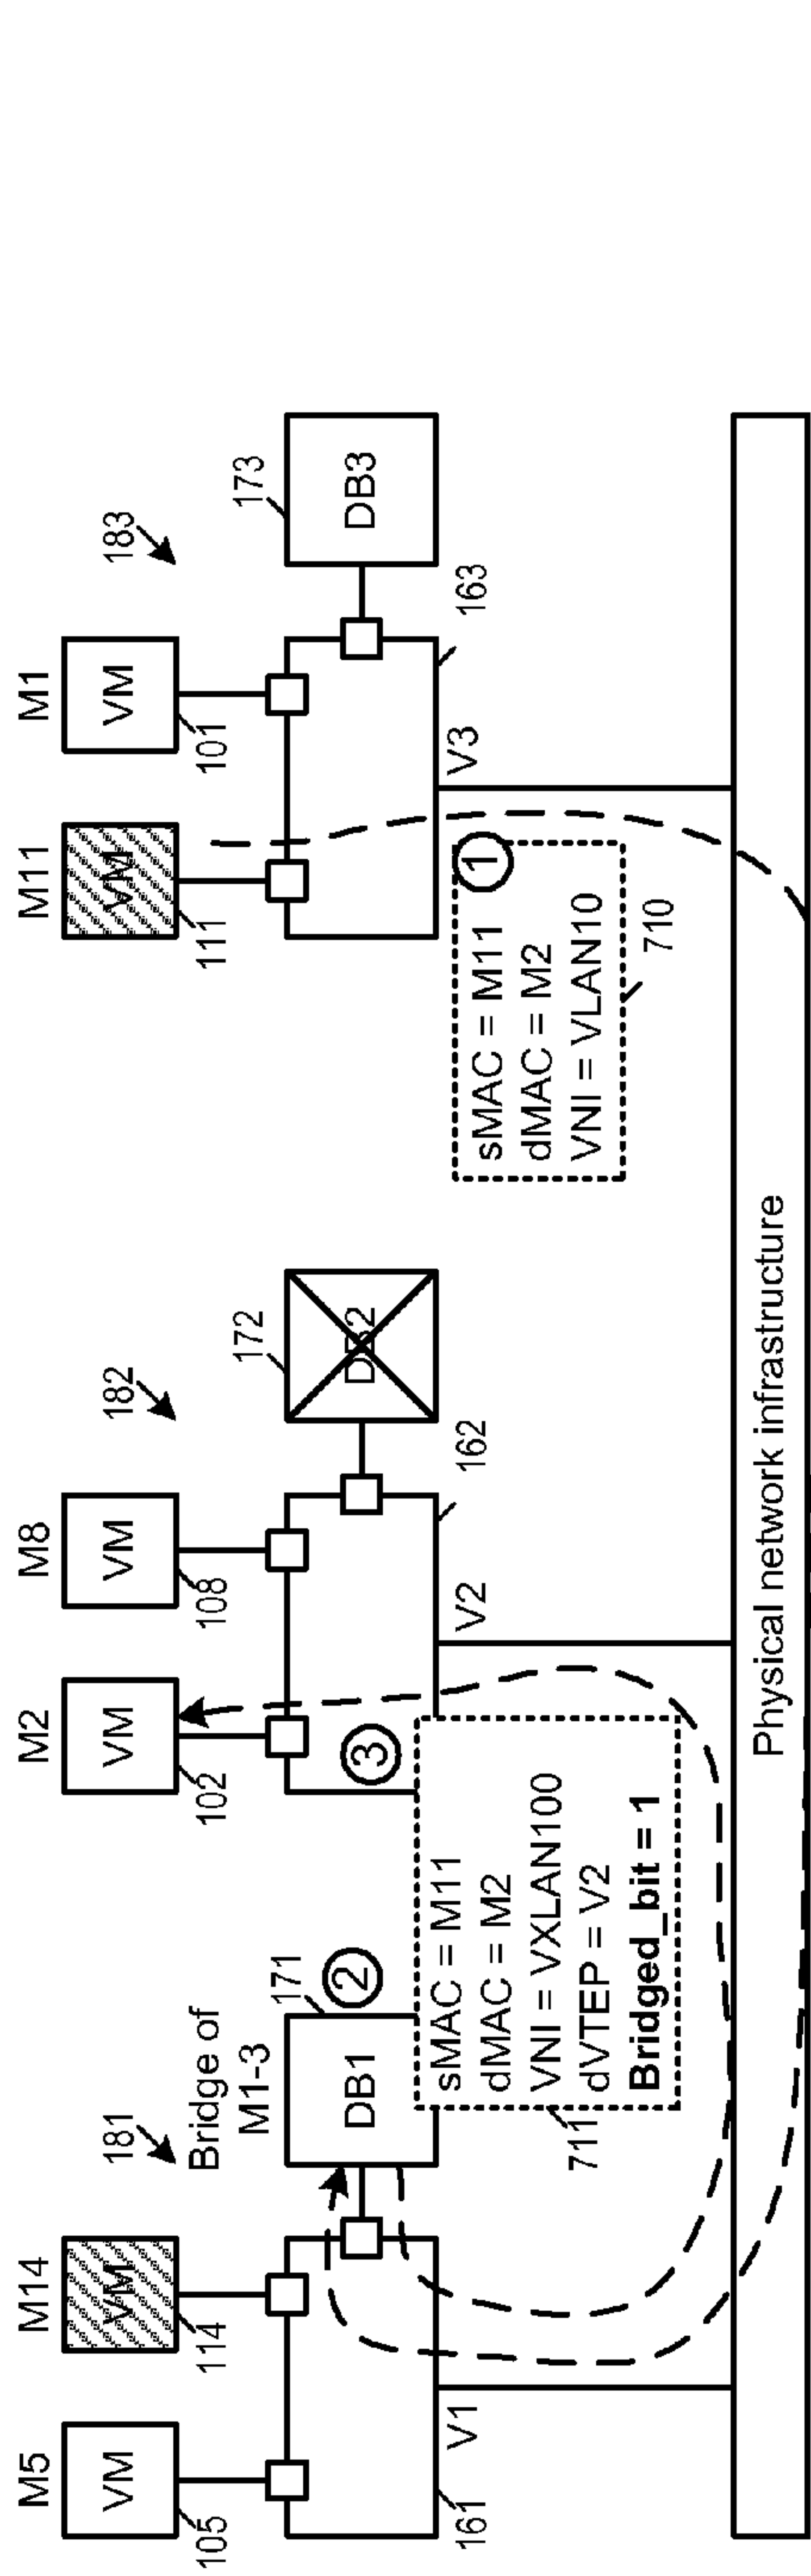 M5
M14
M2
M8
M11
M1
VM
VM
VM
VM
VM
VM
105
114
102
108
111
101
181
182
183
Bridge of
M1-3
171
172
173
DB1
DB2
DB3
2
3
161
V1
V2
162
V3
163
sMAC = M11
dMAC = M2
VNI = VXLAN100
dVTEP = V2
Bridged_bit = 1
711
1
sMAC = M11
dMAC = M2
VNI = VLAN10
710
Physical network infrastructure